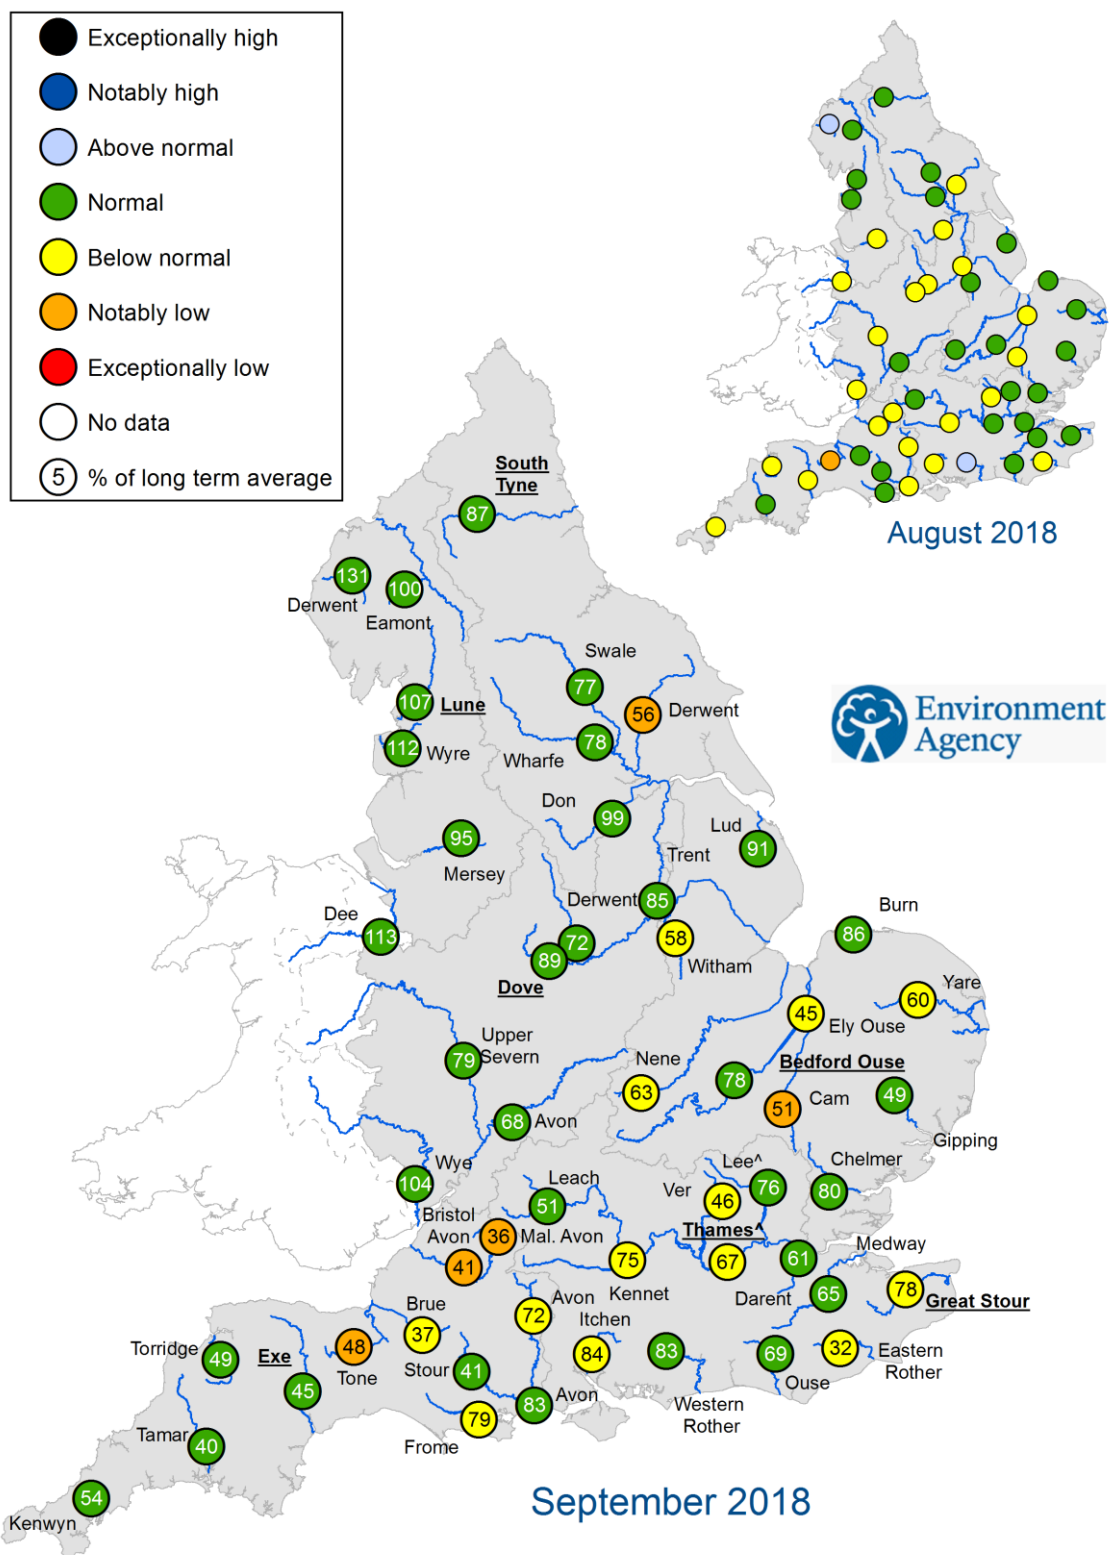 Exceptionally high
Notably high
Above normal
Normal
Below normal
Notably low
Exceptionally low
No data
5 % of long term average
August 2018
South
Tyne
87
131
100
Derwent
Eamont
Swale
77
107
Lune
56
Derwent
112
Wyre
78
Wharfe
Environment
Agency
Don
99
95
Mersey
Lud
91
Trent
Derwent
85
Dee
113
72
89
Dove
58
Witham
Burn
86
Yare
60
45
Ely Ouse
Upper
Severn
79
Nene
63
Bedford Ouse
78
51
Cam
49
Gipping
68
Avon
Wye
104
Leach
51
Lee^
76
Ver
46
Chelmer
80
Bristol
Avon
36
Mal. Avon
41
Thames^
67
75
Kennet
61
Darent
Medway
65
78
Great Stour
Brue
37
Avon
72
Itchen
84
83
Western
Rother
69
Ouse
32
Eastern
Rother
Torridge
49
Exe
45
48
Tone
Stour
41
83
Avon
79
Frome
Tamar
40
54
Kenwyn
September 2018